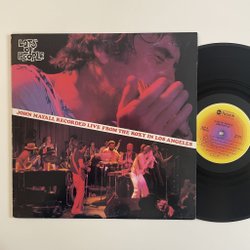 LOTS
OF
PEOPLE
JOHN MAYALL RECORDED LIVE FROM THE ROXY IN LOS ANGELES